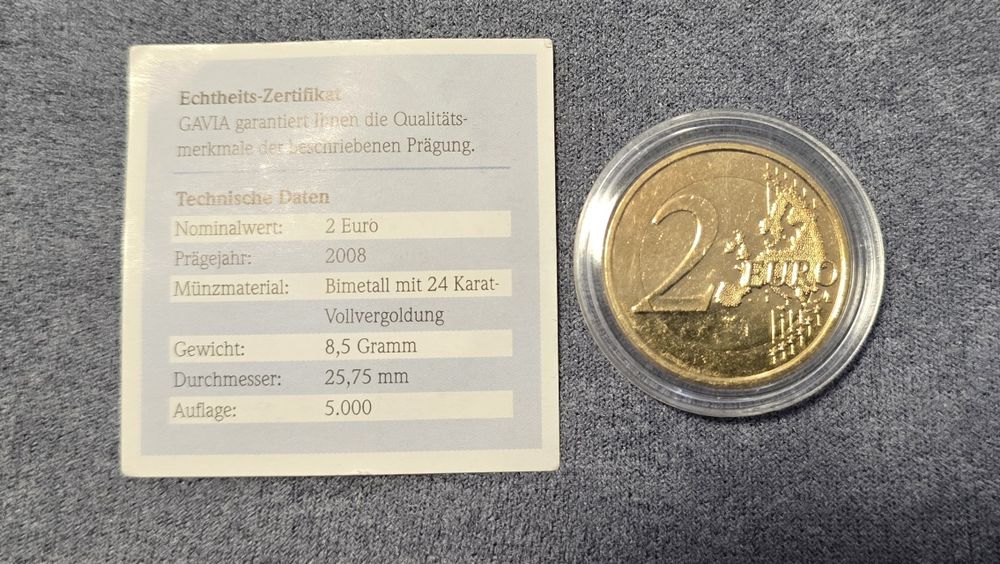 Echtheits-Zertifikat
GAVIA garantiert Ihnen die Qualitäts-
merkmale der beschriebenen Prägung.
Technische Daten
Nominalwert: 2 Euro
Prägejahr: 2008
Münzmaterial: Bimetall mit 24 Karat-
Vollvergoldung
Gewicht: 8,5 Gramm
Durchmesser: 25,75 mm
Auflage: 5.000
2 EURO